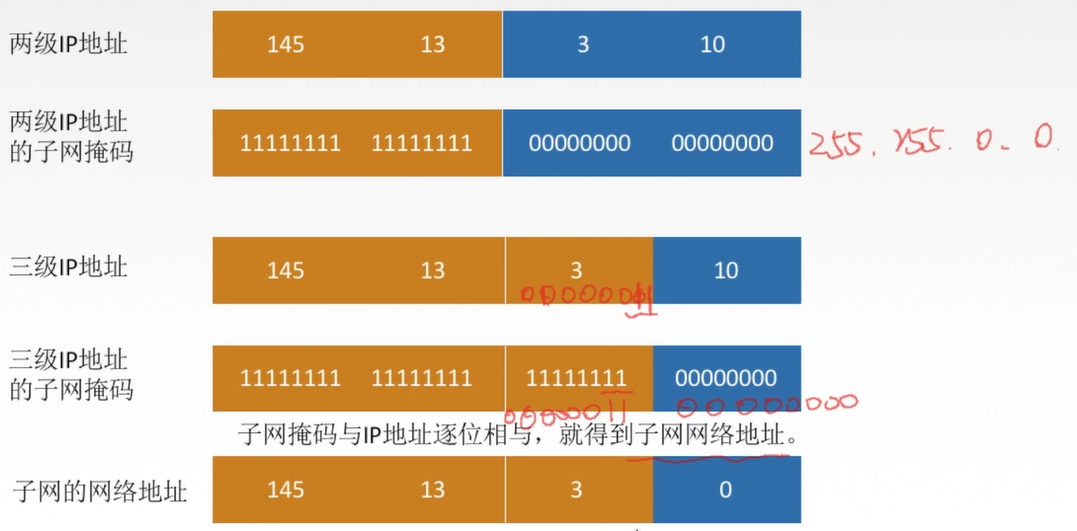 两级IP地址 145 13 3 10
两级IP地址
的子网掩码 11111111 11111111 00000000 00000000 255. 255. 0. 0.
三级IP地址 145 13 3 10
00000011
三级IP地址
的子网掩码 11111111 11111111 11111111 00000000
00000011 00000000
子网掩码与IP地址逐位相与，就得到子网网络地址。
子网的网络地址 145 13 3 0